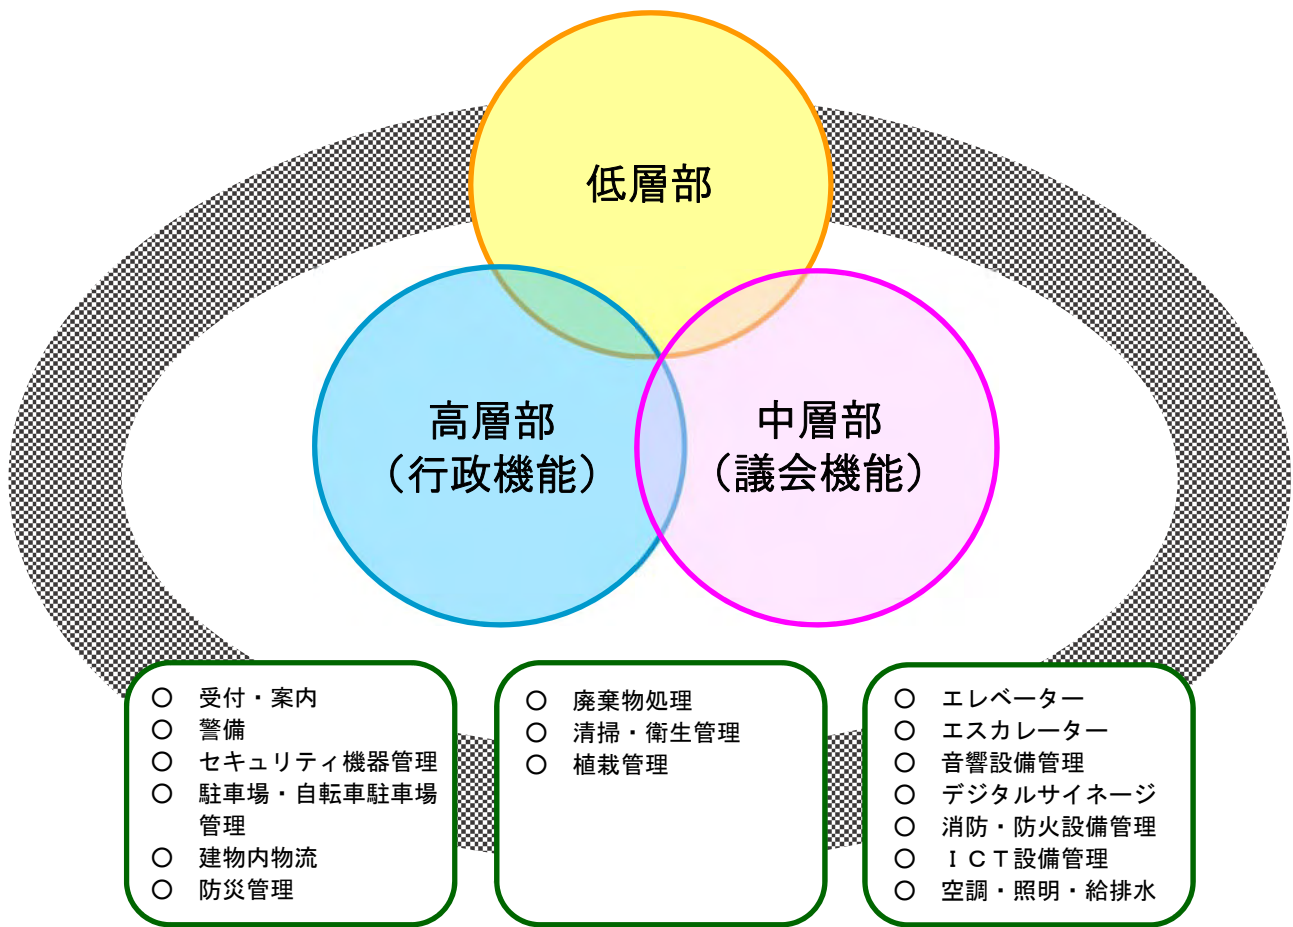 低層部
高層部
（行政機能）
中層部
（議会機能）
○ 受付・案内
○ 警備
○ セキュリティ機器管理
○ 駐車場・自転車駐車場
管理
○ 建物内物流
○ 防災管理
○ 廃棄物処理
○ 清掃・衛生管理
○ 植栽管理
○ エレベーター
○ エスカレーター
○ 音響設備管理
○ デジタルサイネージ
○ 消防・防火設備管理
○ ＩＣＴ設備管理
○ 空調・照明・給排水